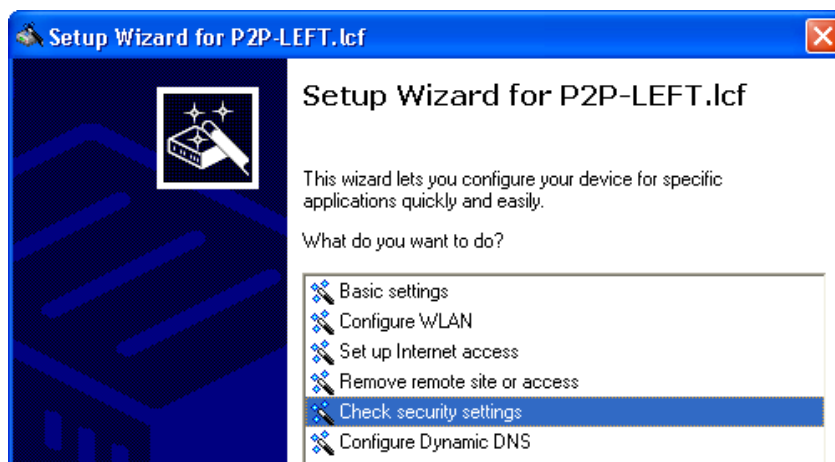 Setup Wizard for P2P-LEFT.lcf
Setup Wizard for P2P-LEFT.lcf
This wizard lets you configure your device for specific
applications quickly and easily.
What do you want to do?
Basic settings
Configure WLAN
Set up Internet access
Remove remote site or access
Check security settings
Configure Dynamic DNS